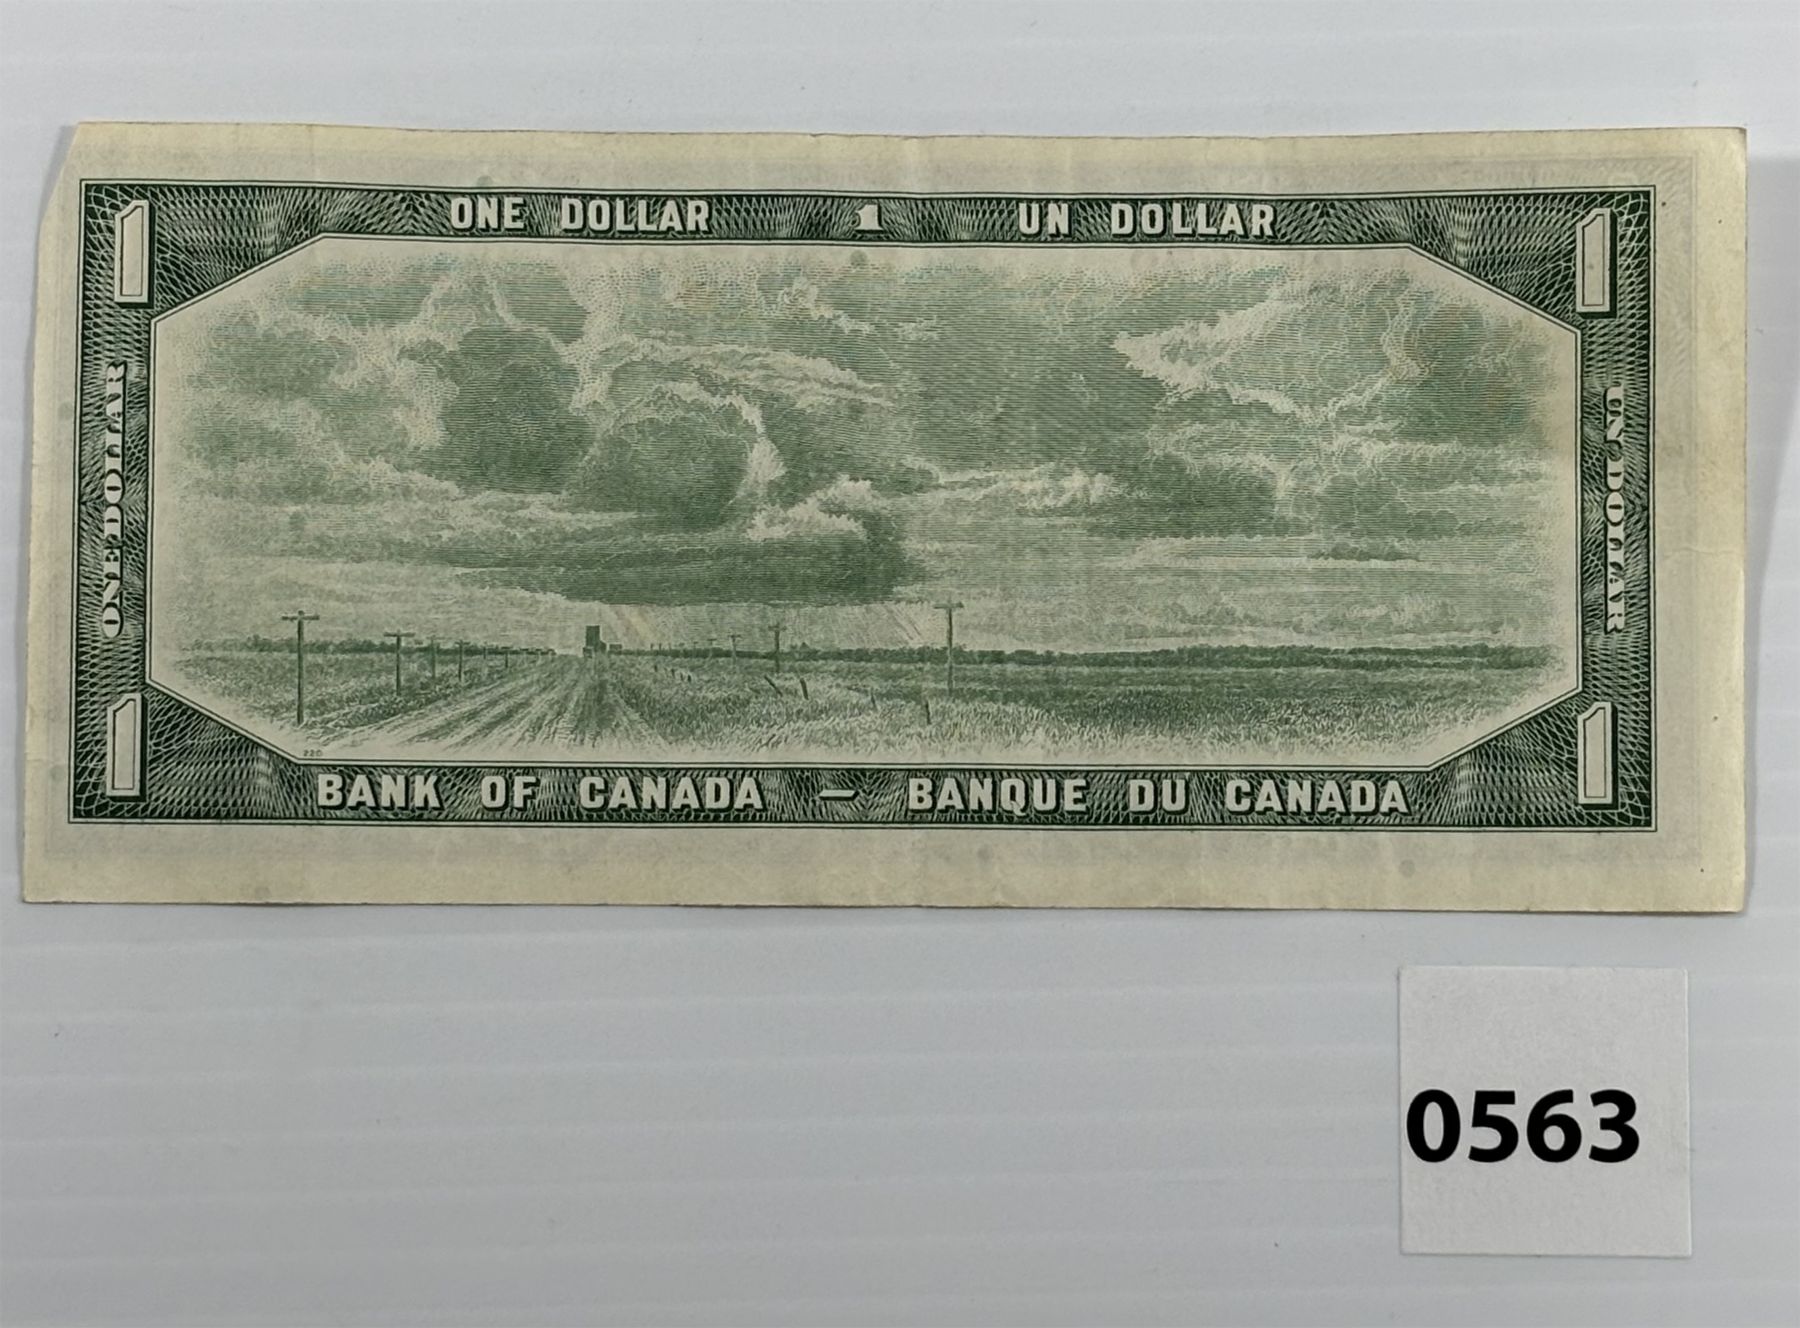 ONE DOLLAR 1 UN DOLLAR
1 1
ONE DOLLAR
UN DOLLAR
1 1
220
BANK OF CANADA – BANQUE DU CANADA
0563